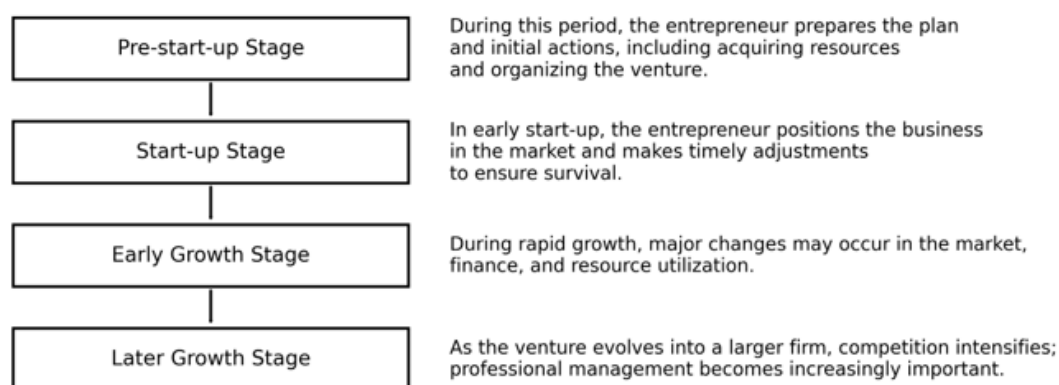 Pre-start-up Stage
During this period, the entrepreneur prepares the plan
and initial actions, including acquiring resources
and organizing the venture.
Start-up Stage
In early start-up, the entrepreneur positions the business
in the market and makes timely adjustments
to ensure survival.
Early Growth Stage
During rapid growth, major changes may occur in the market,
finance, and resource utilization.
Later Growth Stage
As the venture evolves into a larger firm, competition intensifies;
professional management becomes increasingly important.